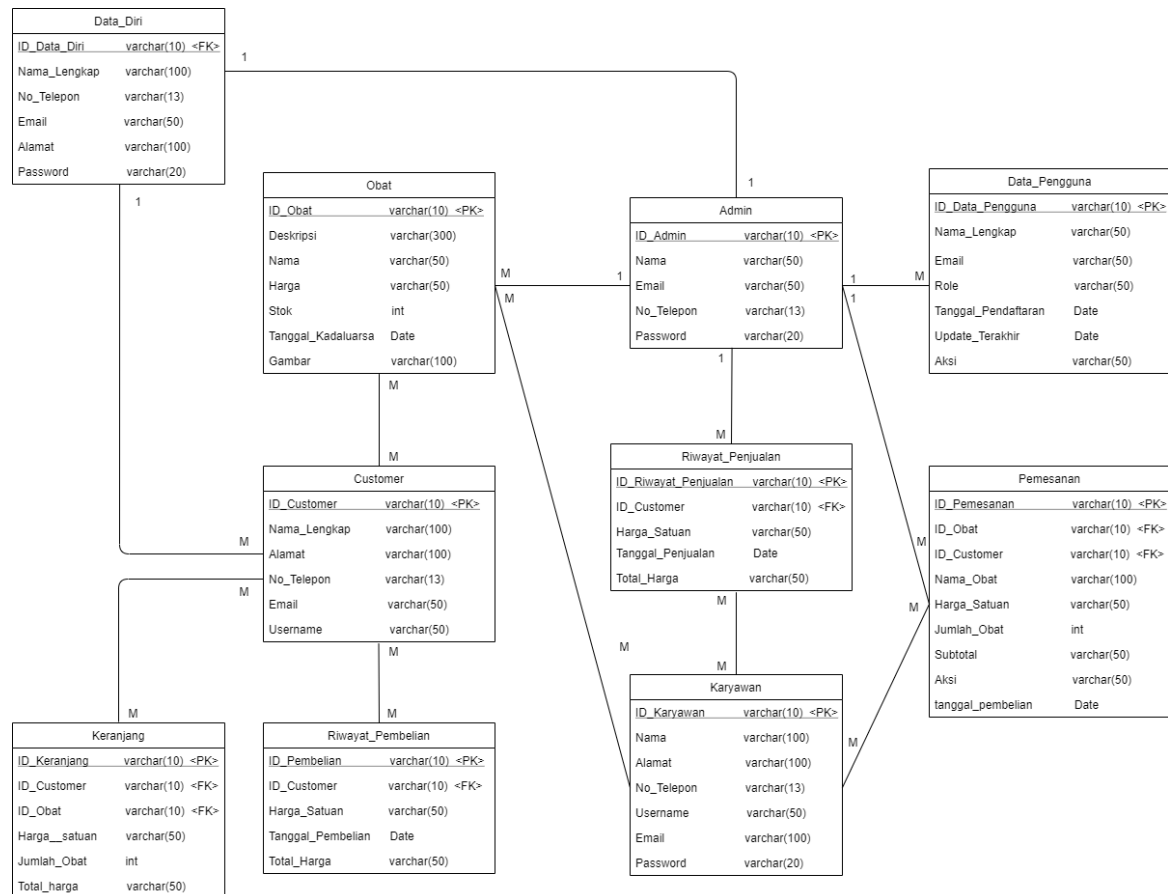 Data_Diri
ID_Data_Diri varchar(10) <FK>
Nama_Lengkap varchar(100)
No_Telepon varchar(13)
Email varchar(50)
Alamat varchar(100)
Password varchar(20)
1
1
1
Obat
ID_Obat varchar(10) <PK>
Deskripsi varchar(300)
Nama varchar(50)
Harga varchar(50)
Stok int
Tanggal_Kadaluarsa Date
Gambar varchar(100)
M
M
1
M
M
Admin
ID_Admin varchar(10) <PK>
Nama varchar(50)
Email varchar(50)
No_Telepon varchar(13)
Password varchar(20)
1
1
M
1
M
Data_Pengguna
ID_Data_Pengguna varchar(10) <PK>
Nama_Lengkap varchar(50)
Email varchar(50)
Role varchar(50)
Tanggal_Pendaftaran Date
Update_Terakhir Date
Aksi varchar(50)
Customer
ID_Customer varchar(10) <PK>
Nama_Lengkap varchar(100)
Alamat varchar(100)
No_Telepon varchar(13)
Email varchar(50)
Username varchar(50)
M
M
M
M
M
Riwayat_Penjualan
ID_Riwayat_Penjualan varchar(10) <PK>
ID_Customer varchar(10) <FK>
Harga_Satuan varchar(50)
Tanggal_Penjualan Date
Total_Harga varchar(50)
M
M
M
Pemesanan
ID_Pemesanan varchar(10) <PK>
ID_Obat varchar(10) <FK>
ID_Customer varchar(10) <FK>
Nama_Obat varchar(100)
Harga_Satuan varchar(50)
Jumlah_Obat int
Subtotal varchar(50)
Aksi varchar(50)
tanggal_pembelian Date
M
M
M
Keranjang
ID_Keranjang varchar(10) <PK>
ID_Customer varchar(10) <FK>
ID_Obat varchar(10) <FK>
Harga__satuan varchar(50)
Jumlah_Obat int
Total_harga varchar(50)
Riwayat_Pembelian
ID_Pembelian varchar(10) <PK>
ID_Customer varchar(10) <FK>
Harga_Satuan varchar(50)
Tanggal_Pembelian Date
Total_Harga varchar(50)
Karyawan
ID_Karyawan varchar(10) <PK>
Nama varchar(100)
Alamat varchar(100)
No_Telepon varchar(13)
Username varchar(50)
Email varchar(100)
Password varchar(20)